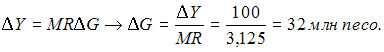 ΔY = MRΔG → ΔG = ΔY/MR = 100/3,125 = 32 млн песо.